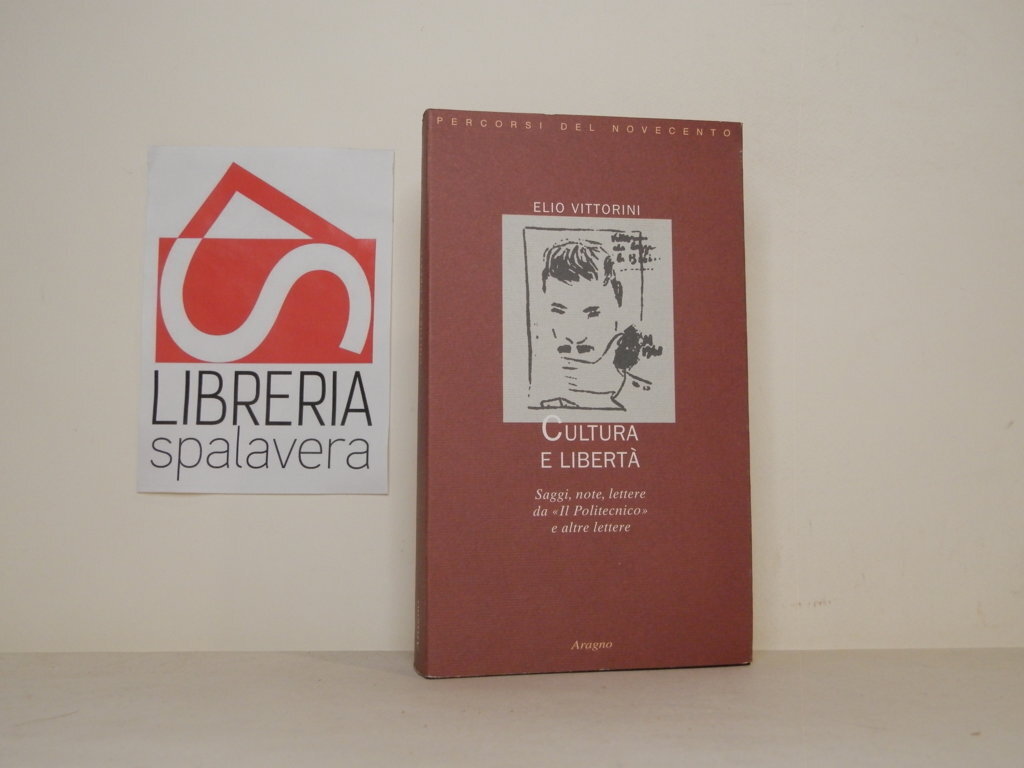 LIBRERIA
spalavera
PERCORSI DEL NOVECENTO
ELIO VITTORINI
CULTURA
E LIBERTÀ
Saggi, note, lettere
da «Il Politecnico»
e altre lettere
Aragno